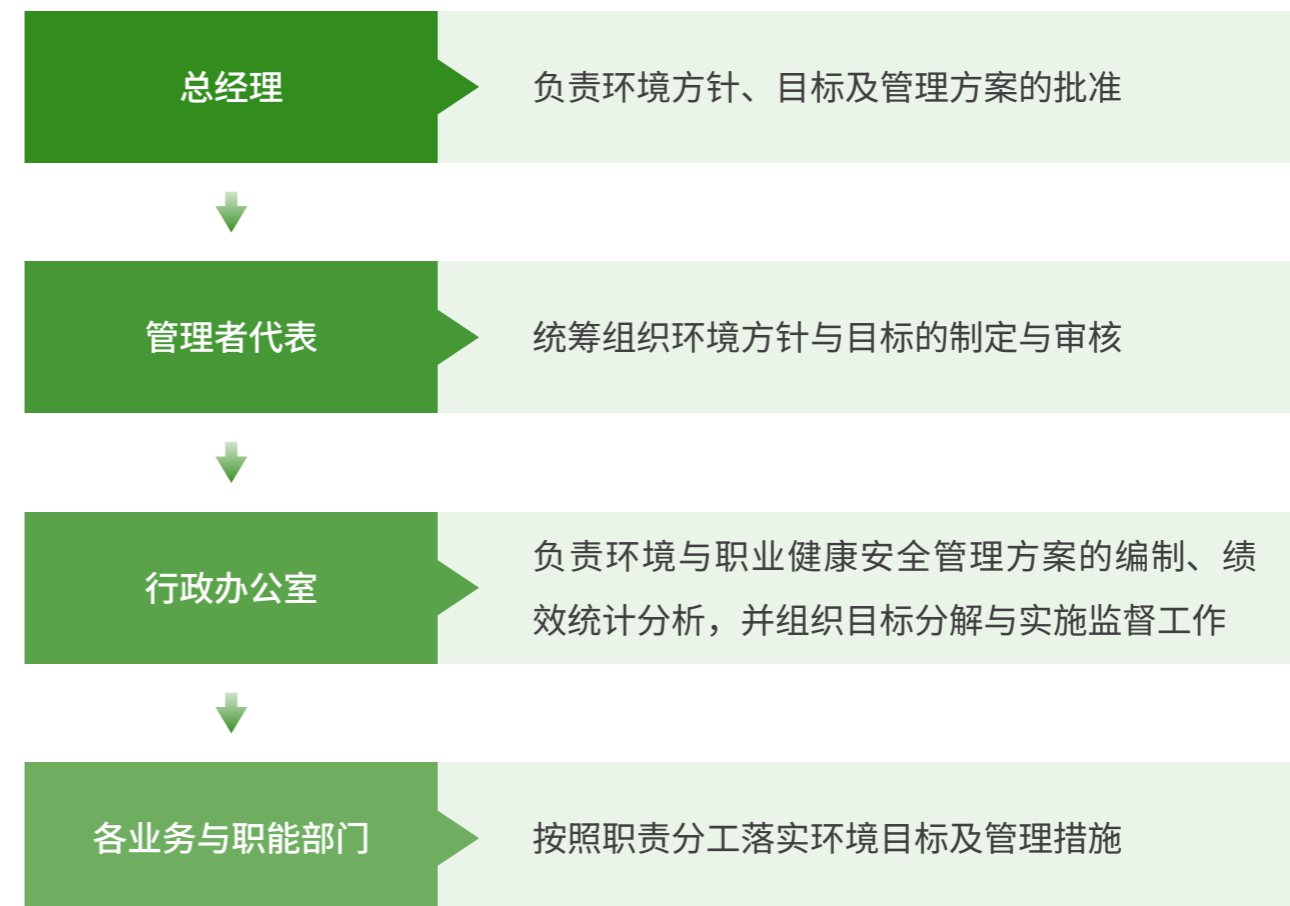 总经理
负责环境方针、目标及管理方案的批准
管理者代表
统筹组织环境方针与目标的制定与审核
行政办公室
负责环境与职业健康安全管理方案的编制、绩
效统计分析，并组织目标分解与实施监督工作
各业务与职能部门
按照职责分工落实环境目标及管理措施